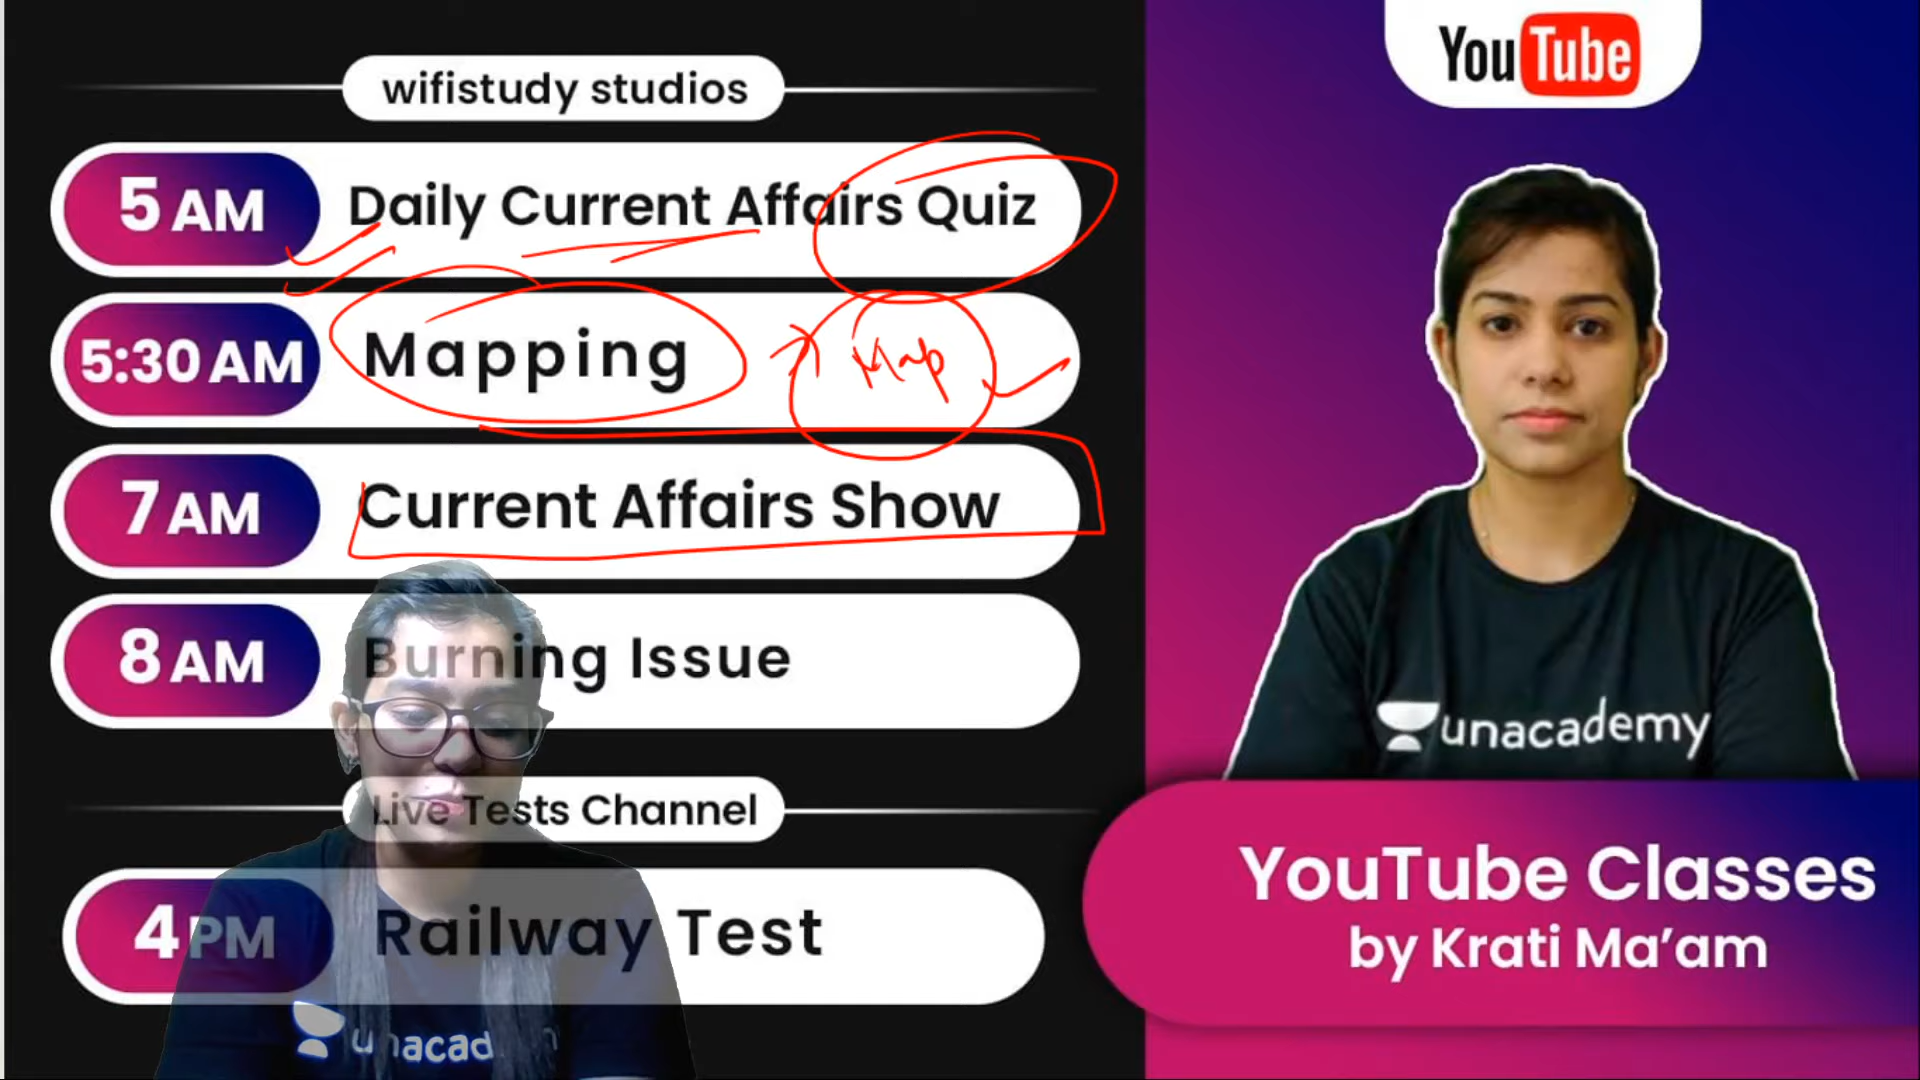 wifistudy studios
5 AM Daily Current Affairs Quiz
5:30 AM Mapping Map
7 AM Current Affairs Show
8 AM Burning Issue
Live Tests Channel
4 PM Railway Test
unacad
YouTube
unacademy
YouTube Classes
by Krati Ma’am